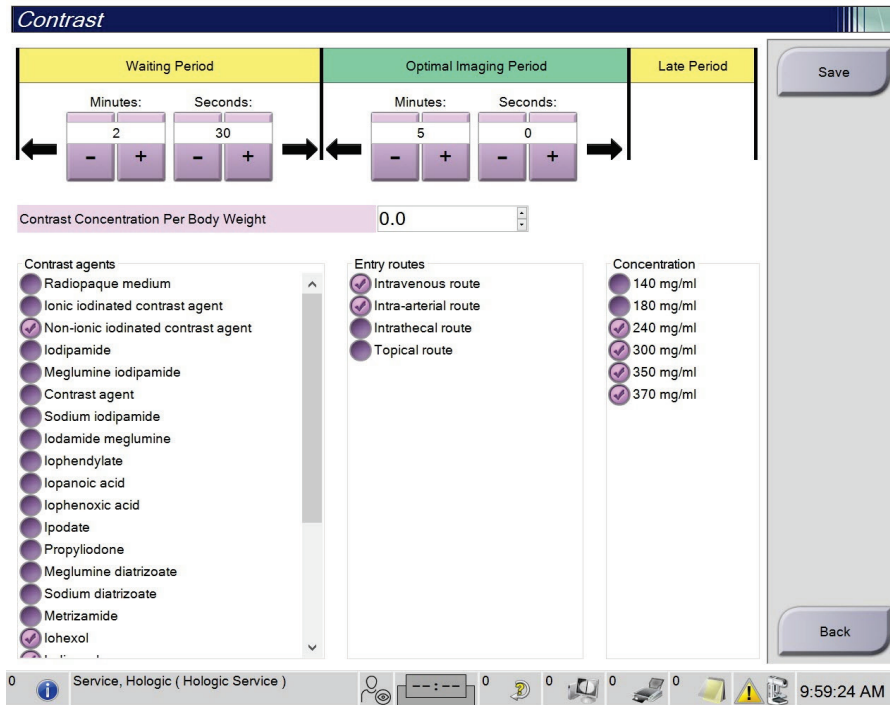 Contrast
Waiting Period
Optimal Imaging Period
Late Period
Save
Minutes: Seconds:
Minutes: Seconds:
2 30
5 0
- + - +
- + - +
Contrast Concentration Per Body Weight 0.0
Contrast agents
Radiopaque medium
Ionic iodinated contrast agent
Non-ionic iodinated contrast agent
Iodipamide
Meglumine iodipamide
Contrast agent
Sodium iodipamide
Iodamide meglumine
Iophendylate
Iopanoic acid
Iophenoxic acid
Ipodate
Propyliodone
Meglumine diatrizoate
Sodium diatrizoate
Metrizamide
Iohexol
Entry routes
Intravenous route
Intra-arterial route
Intrathecal route
Topical route
Concentration
140 mg/ml
180 mg/ml
240 mg/ml
300 mg/ml
350 mg/ml
370 mg/ml
Back
0 Service, Hologic ( Hologic Service ) --:-- 0 0 0 0 9:59:24 AM